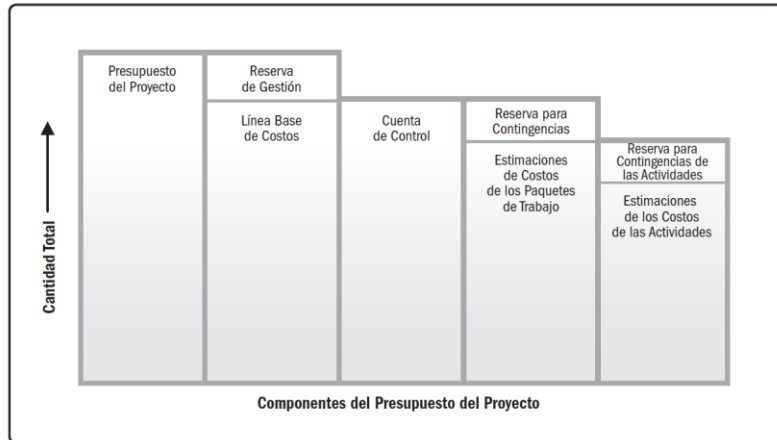 Presupuesto
del Proyecto
Reserva
de Gestión
Línea Base
de Costos
Cuenta
de Control
Reserva para
Contingencias
Estimaciones
de Costos
de los Paquetes
de Trabajo
Reserva para
Contingencias de
las Actividades
Estimaciones
de los Costos
de las Actividades
Cantidad Total
Componentes del Presupuesto del Proyecto